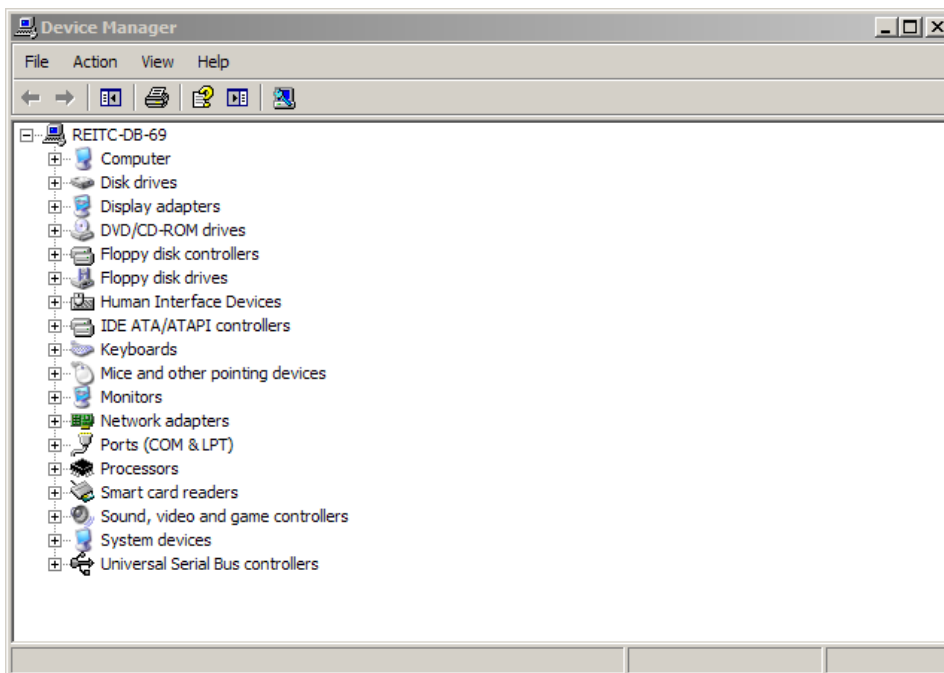 Device Manager
File Action View Help
REITC-DB-69
Computer
Disk drives
Display adapters
DVD/CD-ROM drives
Floppy disk controllers
Floppy disk drives
Human Interface Devices
IDE ATA/ATAPI controllers
Keyboards
Mice and other pointing devices
Monitors
Network adapters
Ports (COM & LPT)
Processors
Smart card readers
Sound, video and game controllers
System devices
Universal Serial Bus controllers